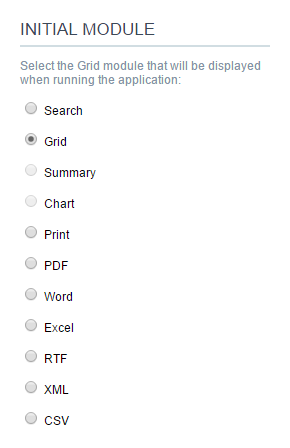 INITIAL MODULE
Select the Grid module that will be displayed
when running the application:
Search
Grid
Summary
Chart
Print
PDF
Word
Excel
RTF
XML
CSV